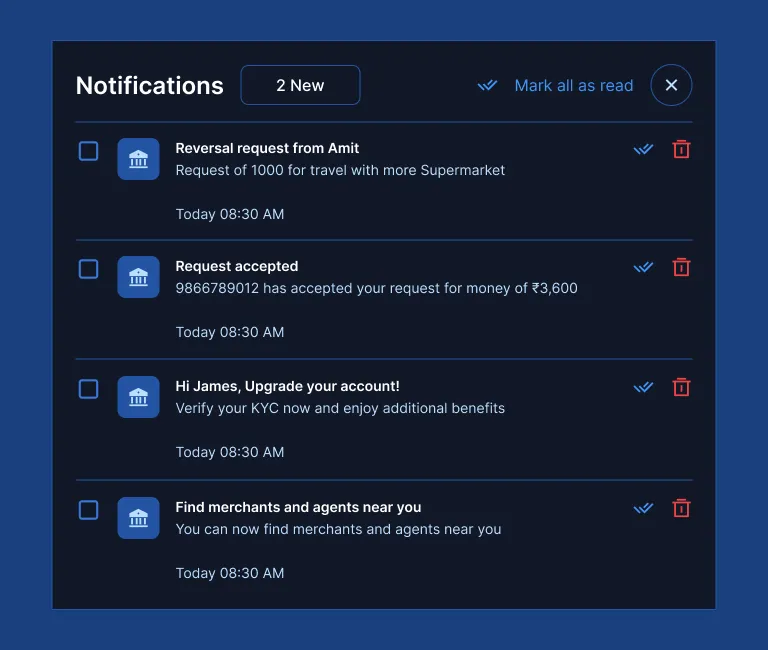 Notifications
2 New
Mark all as read
Reversal request from Amit
Request of 1000 for travel with more Supermarket
Today 08:30 AM
Request accepted
9866789012 has accepted your request for money of ₹3,600
Today 08:30 AM
Hi James, Upgrade your account!
Verify your KYC now and enjoy additional benefits
Today 08:30 AM
Find merchants and agents near you
You can now find merchants and agents near you
Today 08:30 AM